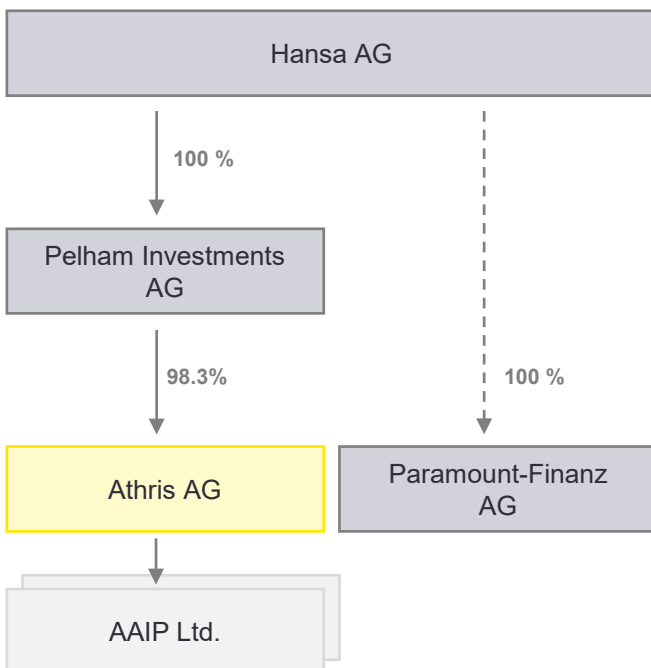 Hansa AG
100 %
Pelham Investments
AG
98.3%
100 %
Athris AG
Paramount-Finanz
AG
AAIP Ltd.